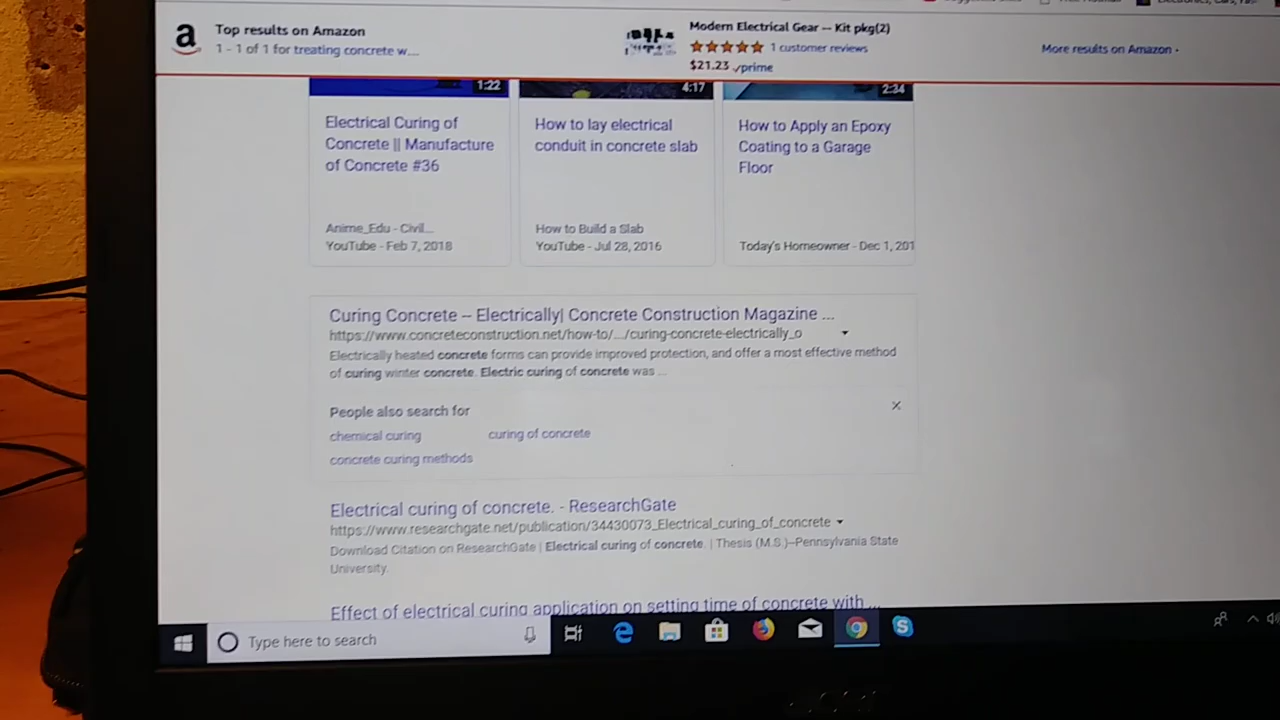 Top results on Amazon
1 - 1 of 1 for treating concrete w....
Modern Electrical Gear -- Kit pkg(2)
1 customer reviews
$21.23 prime
More results on Amazon
1:22
4:17
2:34
Electrical Curing of
Concrete || Manufacture
of Concrete #36
Anime_Edu - Civil...
YouTube - Feb 7, 2018
How to lay electrical
conduit in concrete slab
How to Build a Slab
YouTube - Jul 28, 2016
How to Apply an Epoxy
Coating to a Garage
Floor
Today's Homeowner - Dec 1, 201
Curing Concrete -- Electrically| Concrete Construction Magazine ...
https://www.concreteconstruction.net/how-to/.../curing-concrete-electrically_o
Electrically heated concrete forms can provide improved protection, and offer a most effective method
of curing winter concrete. Electric curing of concrete was ...
People also search for
chemical curing
curing of concrete
concrete curing methods
Electrical curing of concrete. - ResearchGate
https://www.researchgate.net/publication/34430073_Electrical_curing_of_concrete
Download Citation on ResearchGate | Electrical curing of concrete. | Thesis (M.S.)--Pennsylvania State
University.
Effect of electrical curing application on setting time of concrete with ...
Type here to search